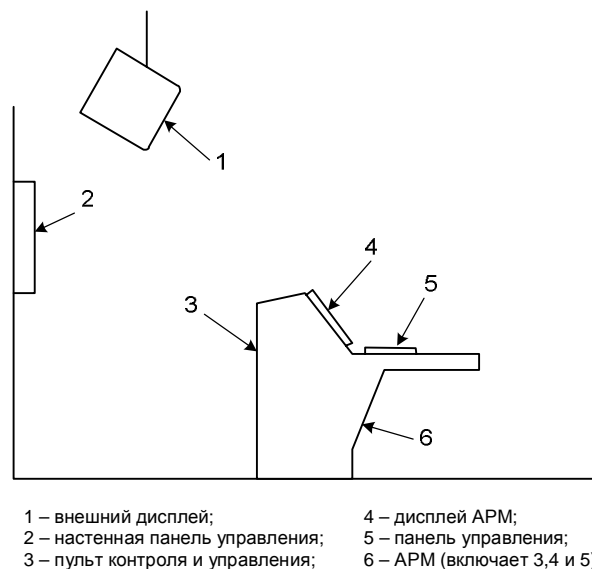 1
2
4
5
3
6
1 – внешний дисплей;
2 – настенная панель управления;
3 – пульт контроля и управления;
4 – дисплей АРМ;
5 – панель управления;
6 – АРМ (включает 3,4 и 5)